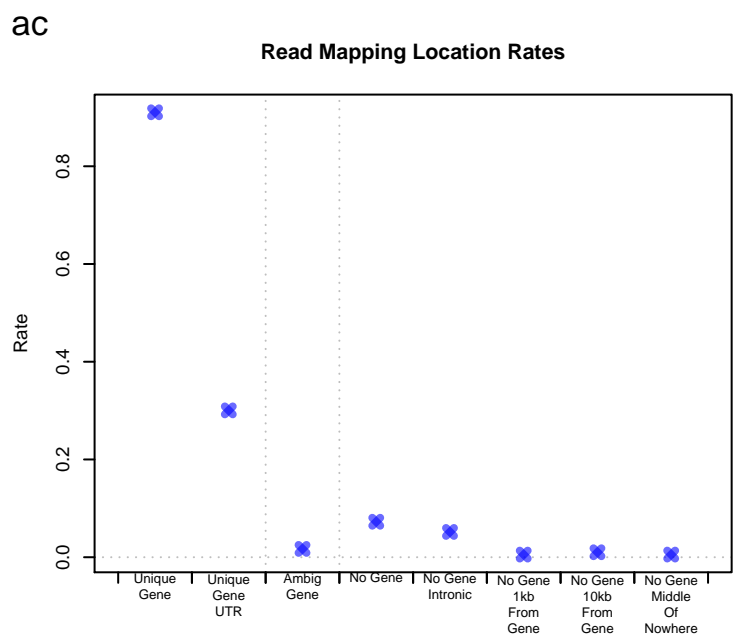 ac
Read Mapping Location Rates
Rate
0.8
0.6
0.4
0.2
0.0
Unique
Gene
Unique
Gene
UTR
Ambig
Gene
No Gene
No Gene
Intronic
No Gene
1kb
From
Gene
No Gene
10kb
From
Gene
No Gene
Middle
Of
Nowhere